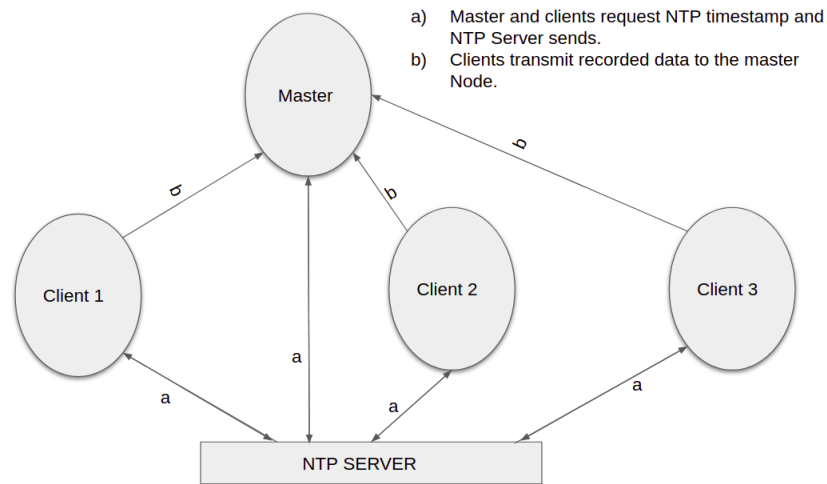 a) Master and clients request NTP timestamp and
NTP Server sends.
b) Clients transmit recorded data to the master
Node.
Master
b
b
b
Client 1
Client 2
Client 3
a
a
a
a
NTP SERVER